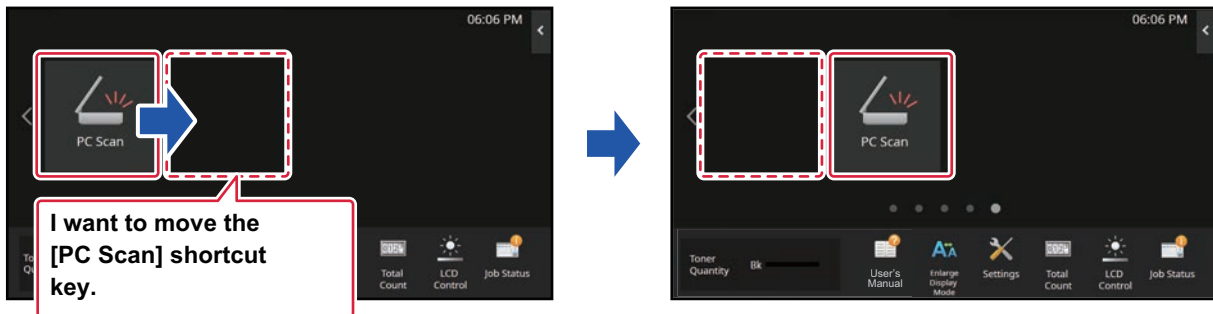 06:06 PM
PC Scan
I want to move the
[PC Scan] shortcut
key.
Total
Count
LCD
Control
Job Status
06:06 PM
PC Scan
Toner
Quantity
Bk
User's
Manual
Enlarge
Display
Mode
Settings
Total
Count
LCD
Control
Job Status